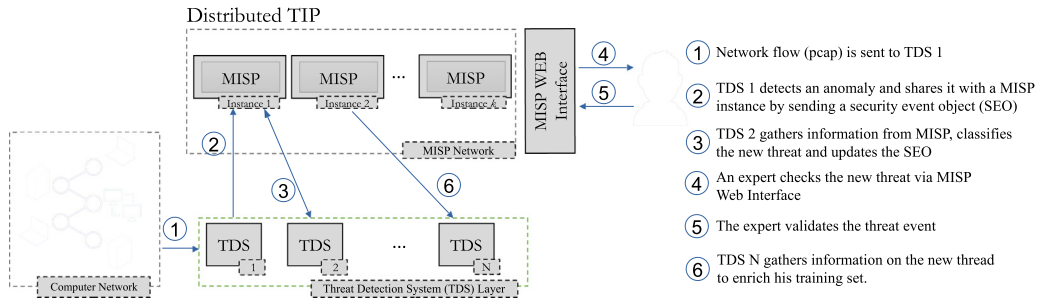 Distributed TIP
MISP
Instance 1
MISP
Instance 2
...
MISP
Instance k
MISP Network
MISP WEB
Interface
4
5
2
3
6
1
Computer Network
TDS
1
TDS
2
...
TDS
N
Threat Detection System (TDS) Layer
1 Network flow (pcap) is sent to TDS 1
2 TDS 1 detects an anomaly and shares it with a MISP
instance by sending a security event object (SEO)
3 TDS 2 gathers information from MISP, classifies
the new threat and updates the SEO
4 An expert checks the new threat via MISP
Web Interface
5 The expert validates the threat event
6 TDS N gathers information on the new thread
to enrich his training set.